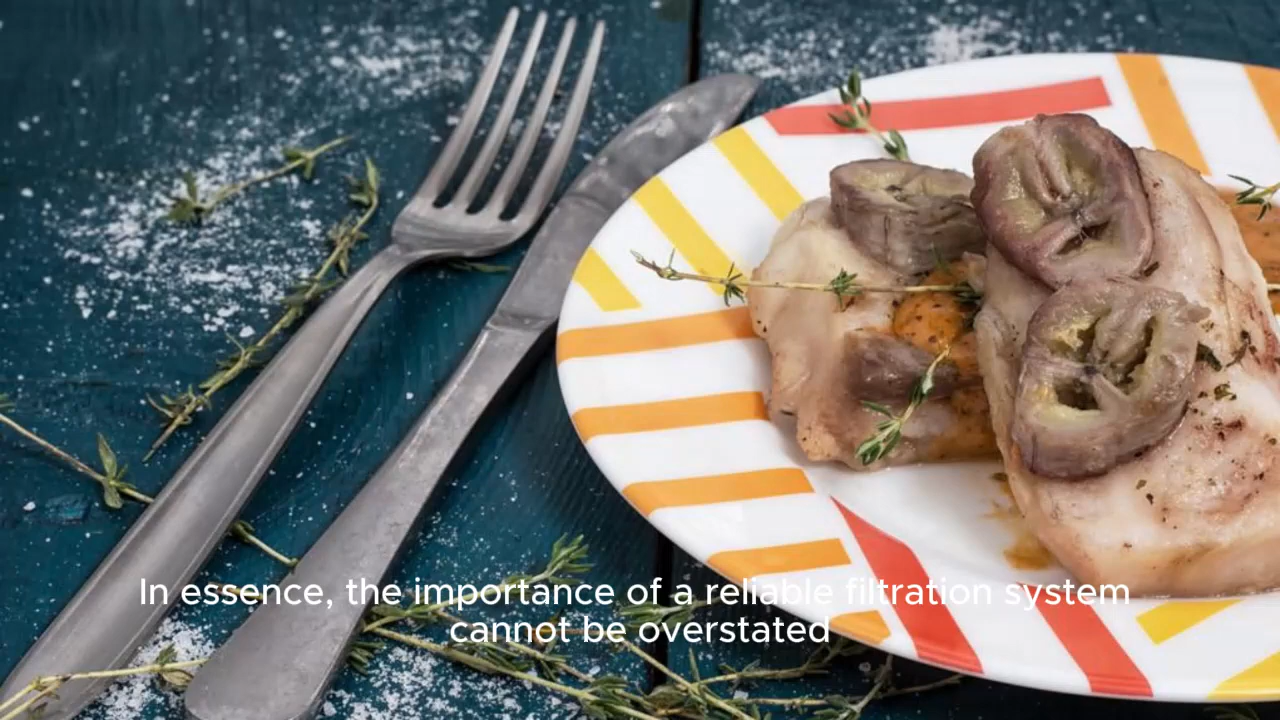 In essence, the importance of a reliable filtration system
cannot be overstated